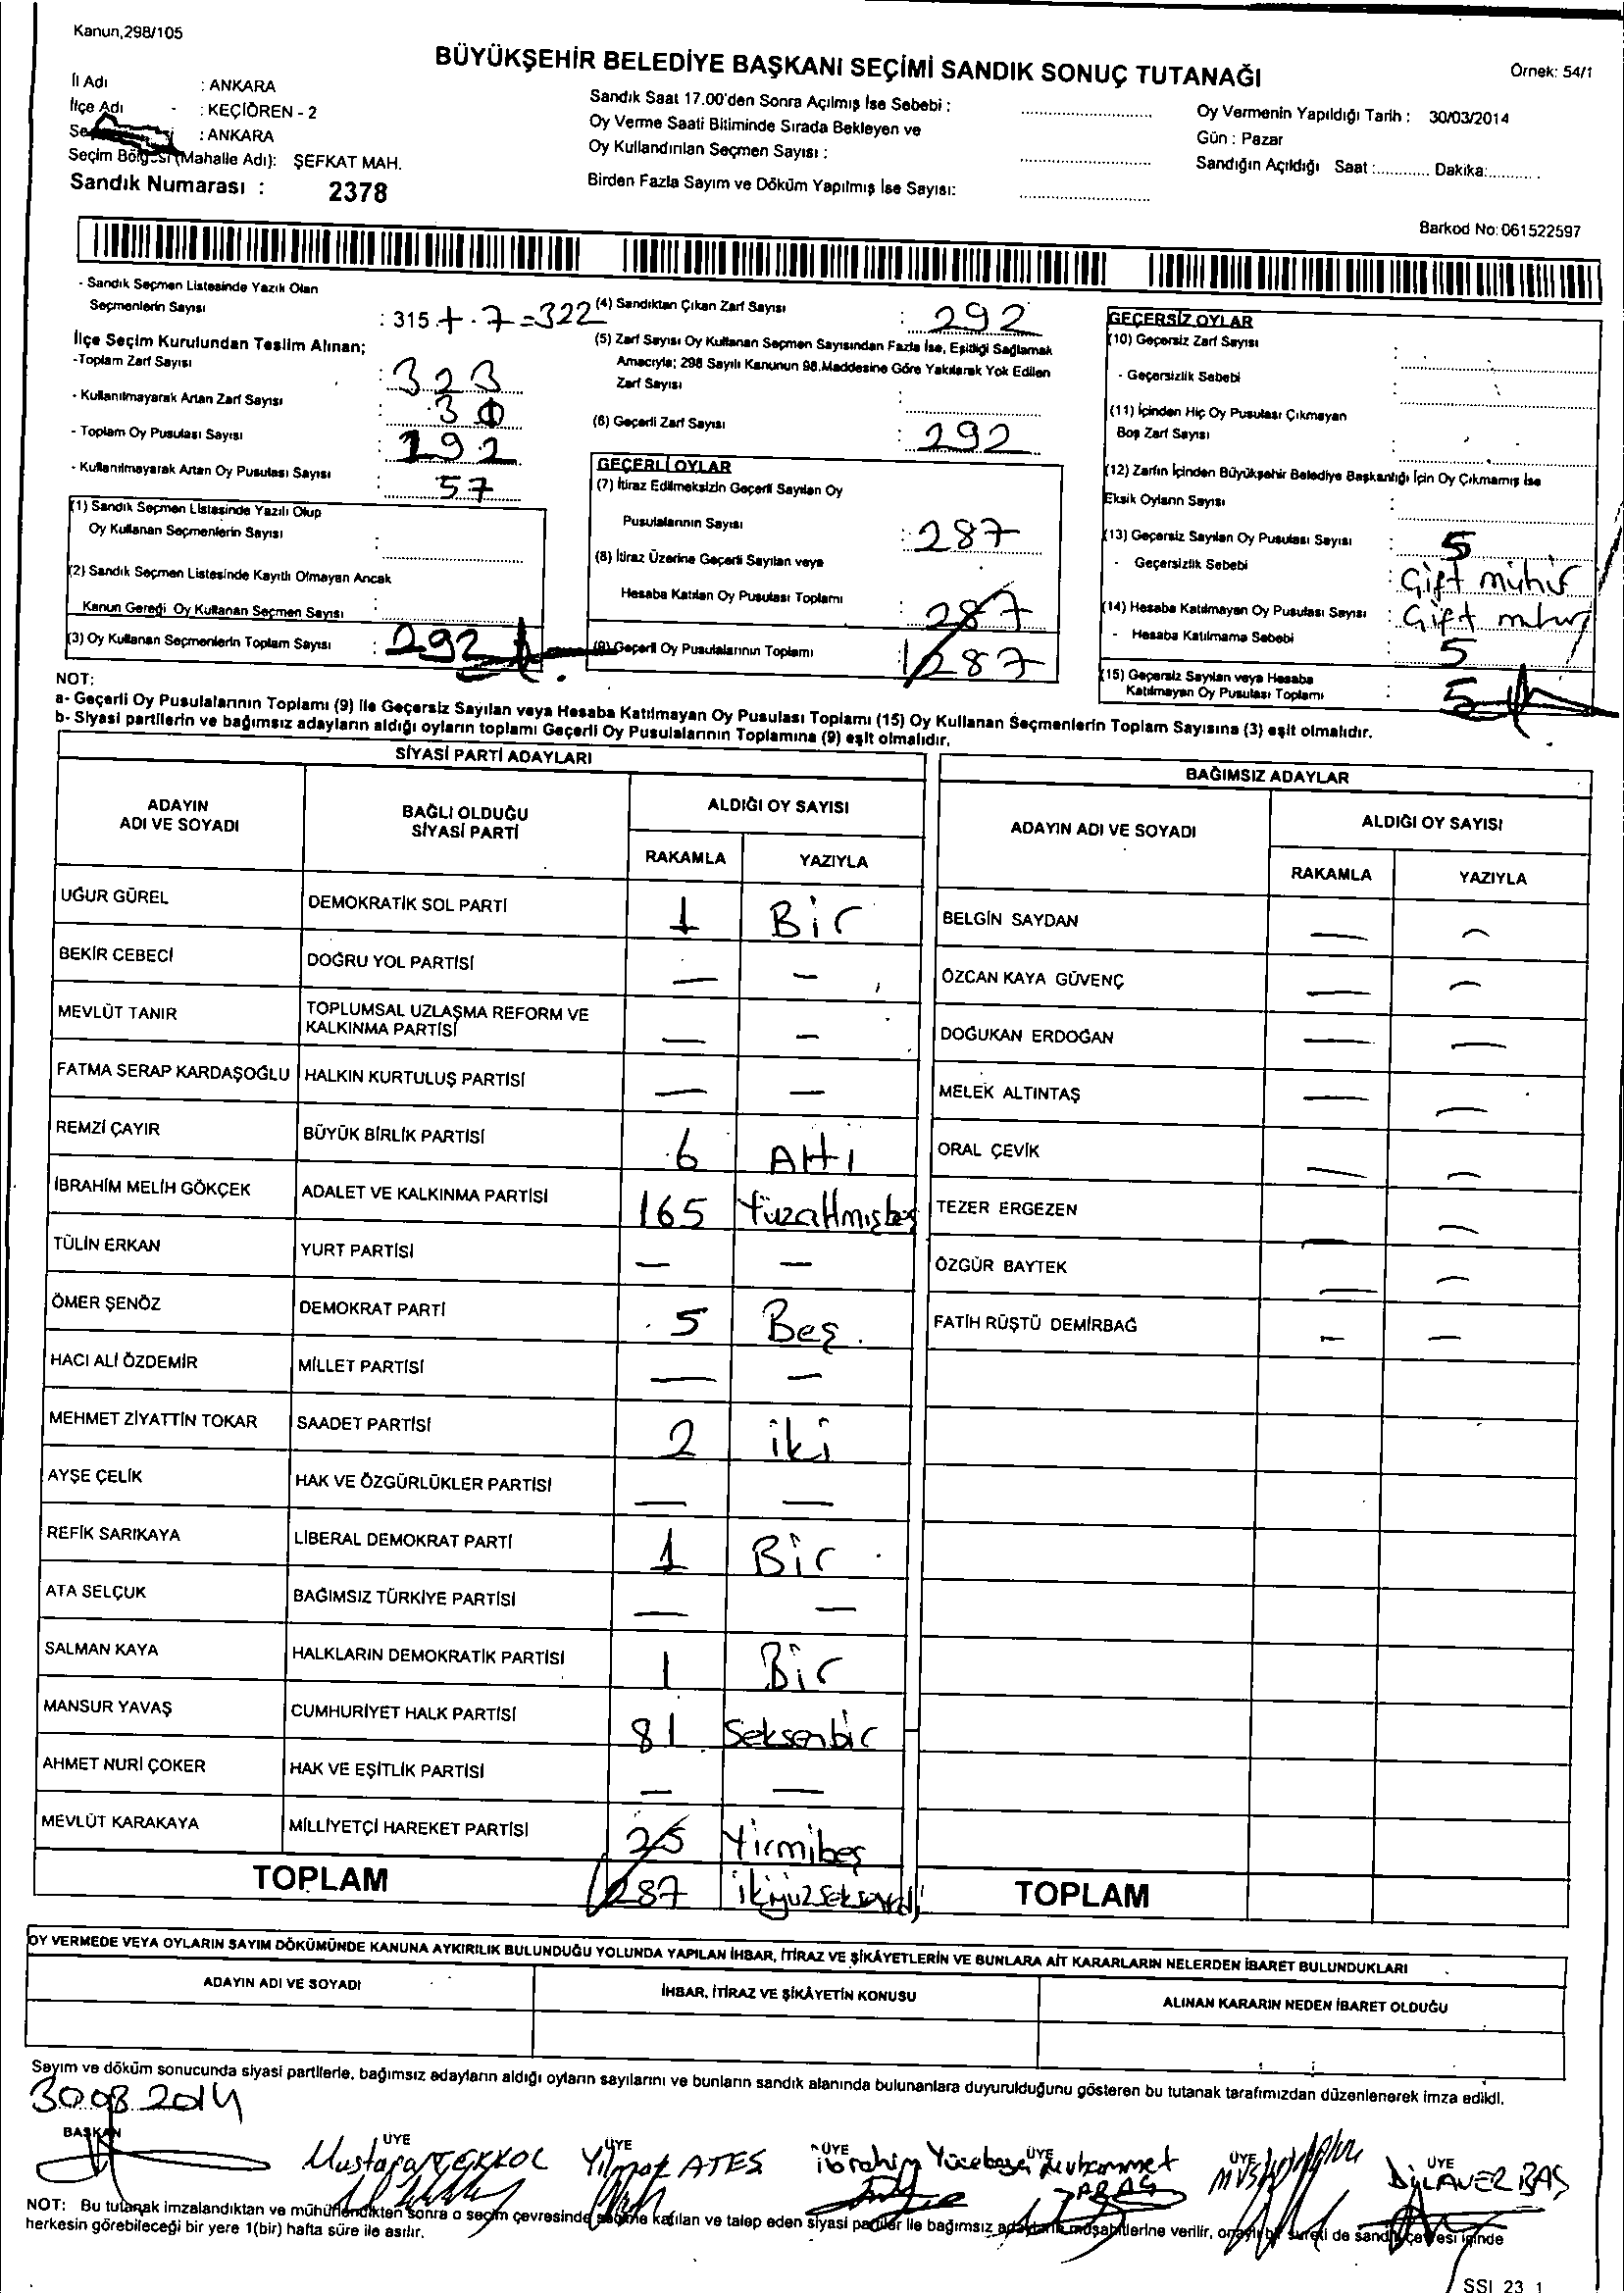 Kanun,298/105
BÜYÜKŞEHİR BELEDİYE BAŞKANI SEÇİMİ SANDIK SONUÇ TUTANAĞI
Örnek: 54/1
İl Adı : ANKARA
İlçe Adı - : KEÇİÖREN - 2
: ANKARA
Seçim Bölgesi (Mahalle Adı): ŞEFKAT MAH.
Sandık Numarası : 2378
Sandık Saat 17.00'den Sonra Açılmış İse Sebebi :
Oy Verme Saati Bitiminde Sırada Bekleyen ve
Oy Kullandırılan Seçmen Sayısı :
Birden Fazla Sayım ve Döküm Yapılmış İse Sayısı:
Oy Vermenin Yapıldığı Tarih : 30/03/2014
Gün : Pazar
Sandığın Açıldığı Saat :............ Dakika:..........
Barkod No: 061522597
- Sandık Seçmen Listesinde Yazılı Olan
Seçmenlerin Sayısı : 315 + 7 = 322
İlçe Seçim Kurulundan Teslim Alınan;
-Toplam Zarf Sayısı : 323
- Kullanılmayarak Artan Zarf Sayısı :
- Toplam Oy Pusulası Sayısı :
- Kullanılmayarak Artan Oy Pusulası Sayısı : 57
(1) Sandık Seçmen Listesinde Yazılı Olup
Oy Kullanan Seçmenlerin Sayısı :
(2) Sandık Seçmen Listesinde Kayıtlı Olmayan Ancak
Kanun Gereği Oy Kullanan Seçmen Sayısı :
(3) Oy Kullanan Seçmenlerin Toplam Sayısı : 292
(4) Sandıktan Çıkan Zarf Sayısı : 292
(5) Zarf Sayısı Oy Kullanan Seçmen Sayısından Fazla İse, Eşitliği Sağlamak
Amacıyla; 298 Sayılı Kanunun 98.Maddesine Göre Yakılarak Yok Edilen
Zarf Sayısı :
(6) Geçerli Zarf Sayısı : 292
GEÇERLİ OYLAR
(7) İtiraz Edilmeksizin Geçerli Sayılan Oy
Pusulalarının Sayısı : 287
(8) İtiraz Üzerine Geçerli Sayılan veya
Hesaba Katılan Oy Pusulası Toplamı : 287
(9) Geçerli Oy Pusulalarının Toplamı : 287
GEÇERSİZ OYLAR
(10) Geçersiz Zarf Sayısı :
- Geçersizlik Sebebi
(11) İçinden Hiç Oy Pusulası Çıkmayan
Boş Zarf Sayısı :
(12) Zarfın İçinden Büyükşehir Belediye Başkanlığı İçin Oy Çıkmamış İse
Eksik Oyların Sayısı
(13) Geçersiz Sayılan Oy Pusulası Sayısı : 5
- Geçersizlik Sebebi : Çift mühür
(14) Hesaba Katılmayan Oy Pusulası Sayısı : Çift
- Hesaba Katılmama Sebebi : 5
(15) Geçersiz Sayılan veya Hesaba
Katılmayan Oy Pusulası Toplamı : 5
NOT:
a- Geçerli Oy Pusulalarının Toplamı (9) ile Geçersiz Sayılan veya Hesaba Katılmayan Oy Pusulası Toplamı (15) Oy Kullanan Seçmenlerin Toplam Sayısına (3) eşit olmalıdır.
b- Siyasi partilerin ve bağımsız adayların aldığı oyların toplamı Geçerli Oy Pusulalarının Toplamına (9) eşit olmalıdır.
SİYASİ PARTİ ADAYLARI
ADAYIN ADI VE SOYADI
BAĞLI OLDUĞU SİYASİ PARTİ
ALDIĞI OY SAYISI
RAKAMLA YAZIYLA
UĞUR GÜREL DEMOKRATİK SOL PARTİ 1 Bir
BEKİR CEBECİ DOĞRU YOL PARTİSİ — —
MEVLÜT TANIR TOPLUMSAL UZLAŞMA REFORM VE KALKINMA PARTİSİ — —
FATMA SERAP KARDAŞOĞLU HALKIN KURTULUŞ PARTİSİ — —
REMZİ ÇAYIR BÜYÜK BİRLİK PARTİSİ 6 Altı
İBRAHİM MELİH GÖKÇEK ADALET VE KALKINMA PARTİSİ 165 Yüzaltmışbeş
TÜLİN ERKAN YURT PARTİSİ — —
ÖMER ŞENÖZ DEMOKRAT PARTİ 5 Beş
HACI ALİ ÖZDEMİR MİLLET PARTİSİ — —
MEHMET ZİYATTİN TOKAR SAADET PARTİSİ 2 iki
AYŞE ÇELİK HAK VE ÖZGÜRLÜKLER PARTİSİ — —
REFİK SARIKAYA LİBERAL DEMOKRAT PARTİ 1 Bir
ATA SELÇUK BAĞIMSIZ TÜRKİYE PARTİSİ — —
SALMAN KAYA HALKLARIN DEMOKRATİK PARTİSİ 1 Bir
MANSUR YAVAŞ CUMHURİYET HALK PARTİSİ 81 Seksenbir
AHMET NURİ ÇOKER HAK VE EŞİTLİK PARTİSİ — —
MEVLÜT KARAKAYA MİLLİYETÇİ HAREKET PARTİSİ 25 Yirmibeş
TOPLAM 287 ikiyüzseksenyedi
BAĞIMSIZ ADAYLAR
ADAYIN ADI VE SOYADI
ALDIĞI OY SAYISI
RAKAMLA YAZIYLA
BELGİN SAYDAN — —
ÖZCAN KAYA GÜVENÇ — —
DOĞUKAN ERDOĞAN — —
MELEK ALTINTAŞ — —
ORAL ÇEVİK — —
TEZER ERGEZEN — —
ÖZGÜR BAYTEK — —
FATİH RÜŞTÜ DEMİRBAĞ — —
TOPLAM
OY VERMEDE VEYA OYLARIN SAYIM DÖKÜMÜNDE KANUNA AYKIRILIK BULUNDUĞU YOLUNDA YAPILAN İHBAR, İTİRAZ VE ŞİKÂYETLERİN VE BUNLARA AİT KARARLARIN NELERDEN İBARET BULUNDUKLARI
ADAYIN ADI VE SOYADI
İHBAR, İTİRAZ VE ŞİKÂYETİN KONUSU
ALINAN KARARIN NEDEN İBARET OLDUĞU
Sayım ve döküm sonucunda siyasi partilerle, bağımsız adayların aldığı oyların sayılarını ve bunların sandık alanında bulunanlara duyurulduğunu gösteren bu tutanak tarafımızdan düzenlenerek imza edildi.
30.03.2014
BAŞKAN ÜYE ÜYE ÜYE ÜYE ÜYE ÜYE
Mustafa TEKKOL Yılmaz ATEŞ İbrahim Muhammet DİLAVER BAŞ
NOT: Bu tutanak imzalandıktan ve mühürlendikten sonra o seçim çevresinde seçime katılan ve talep eden siyasi partiler ile bağımsız adayların müşahitlerine verilir, onaylı bir sureti de sandık çevresi içinde
herkesin görebileceği bir yere 1(bir) hafta süre ile asılır.
SSI 23 1